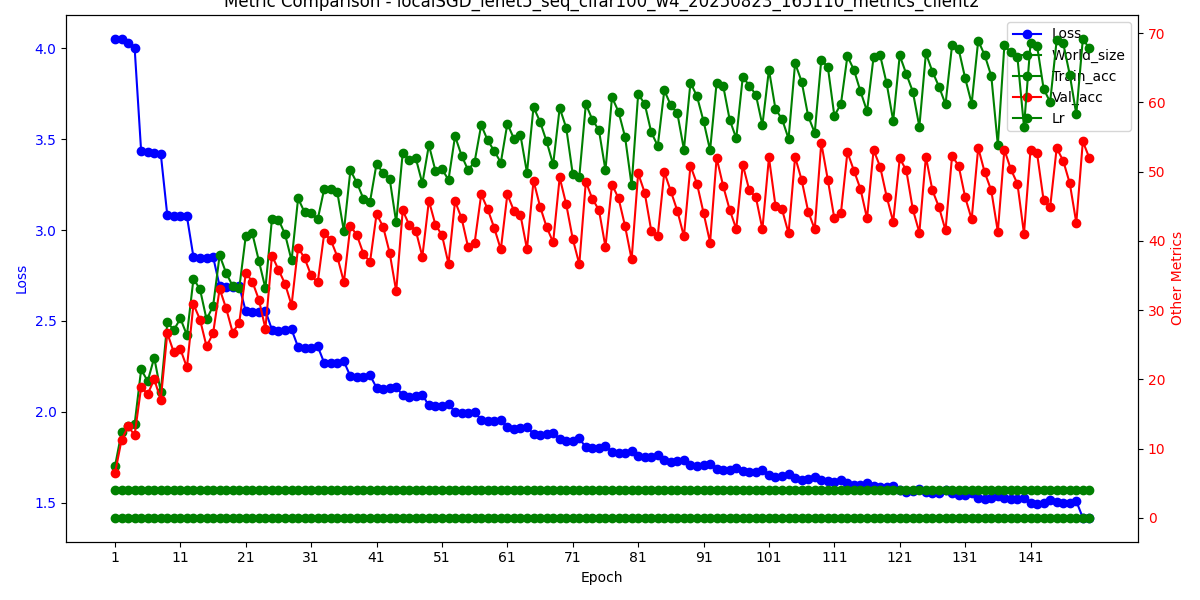 Metric Comparison - localSGD_lenet5_seq_cifar100_w4_20250823_165110_metrics_client2
Loss
World_size
Train_acc
Val_acc
Lr
4.0
3.5
3.0
2.5
2.0
1.5
Loss
70
60
50
40
30
20
10
0
Other Metrics
1 11 21 31 41 51 61 71 81 91 101 111 121 131 141
Epoch